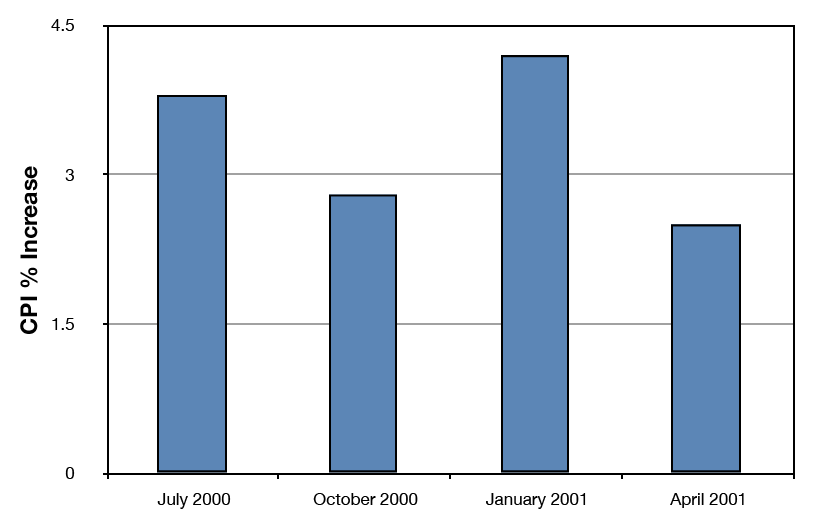 4.5
3
1.5
0
CPI % Increase
July 2000
October 2000
January 2001
April 2001